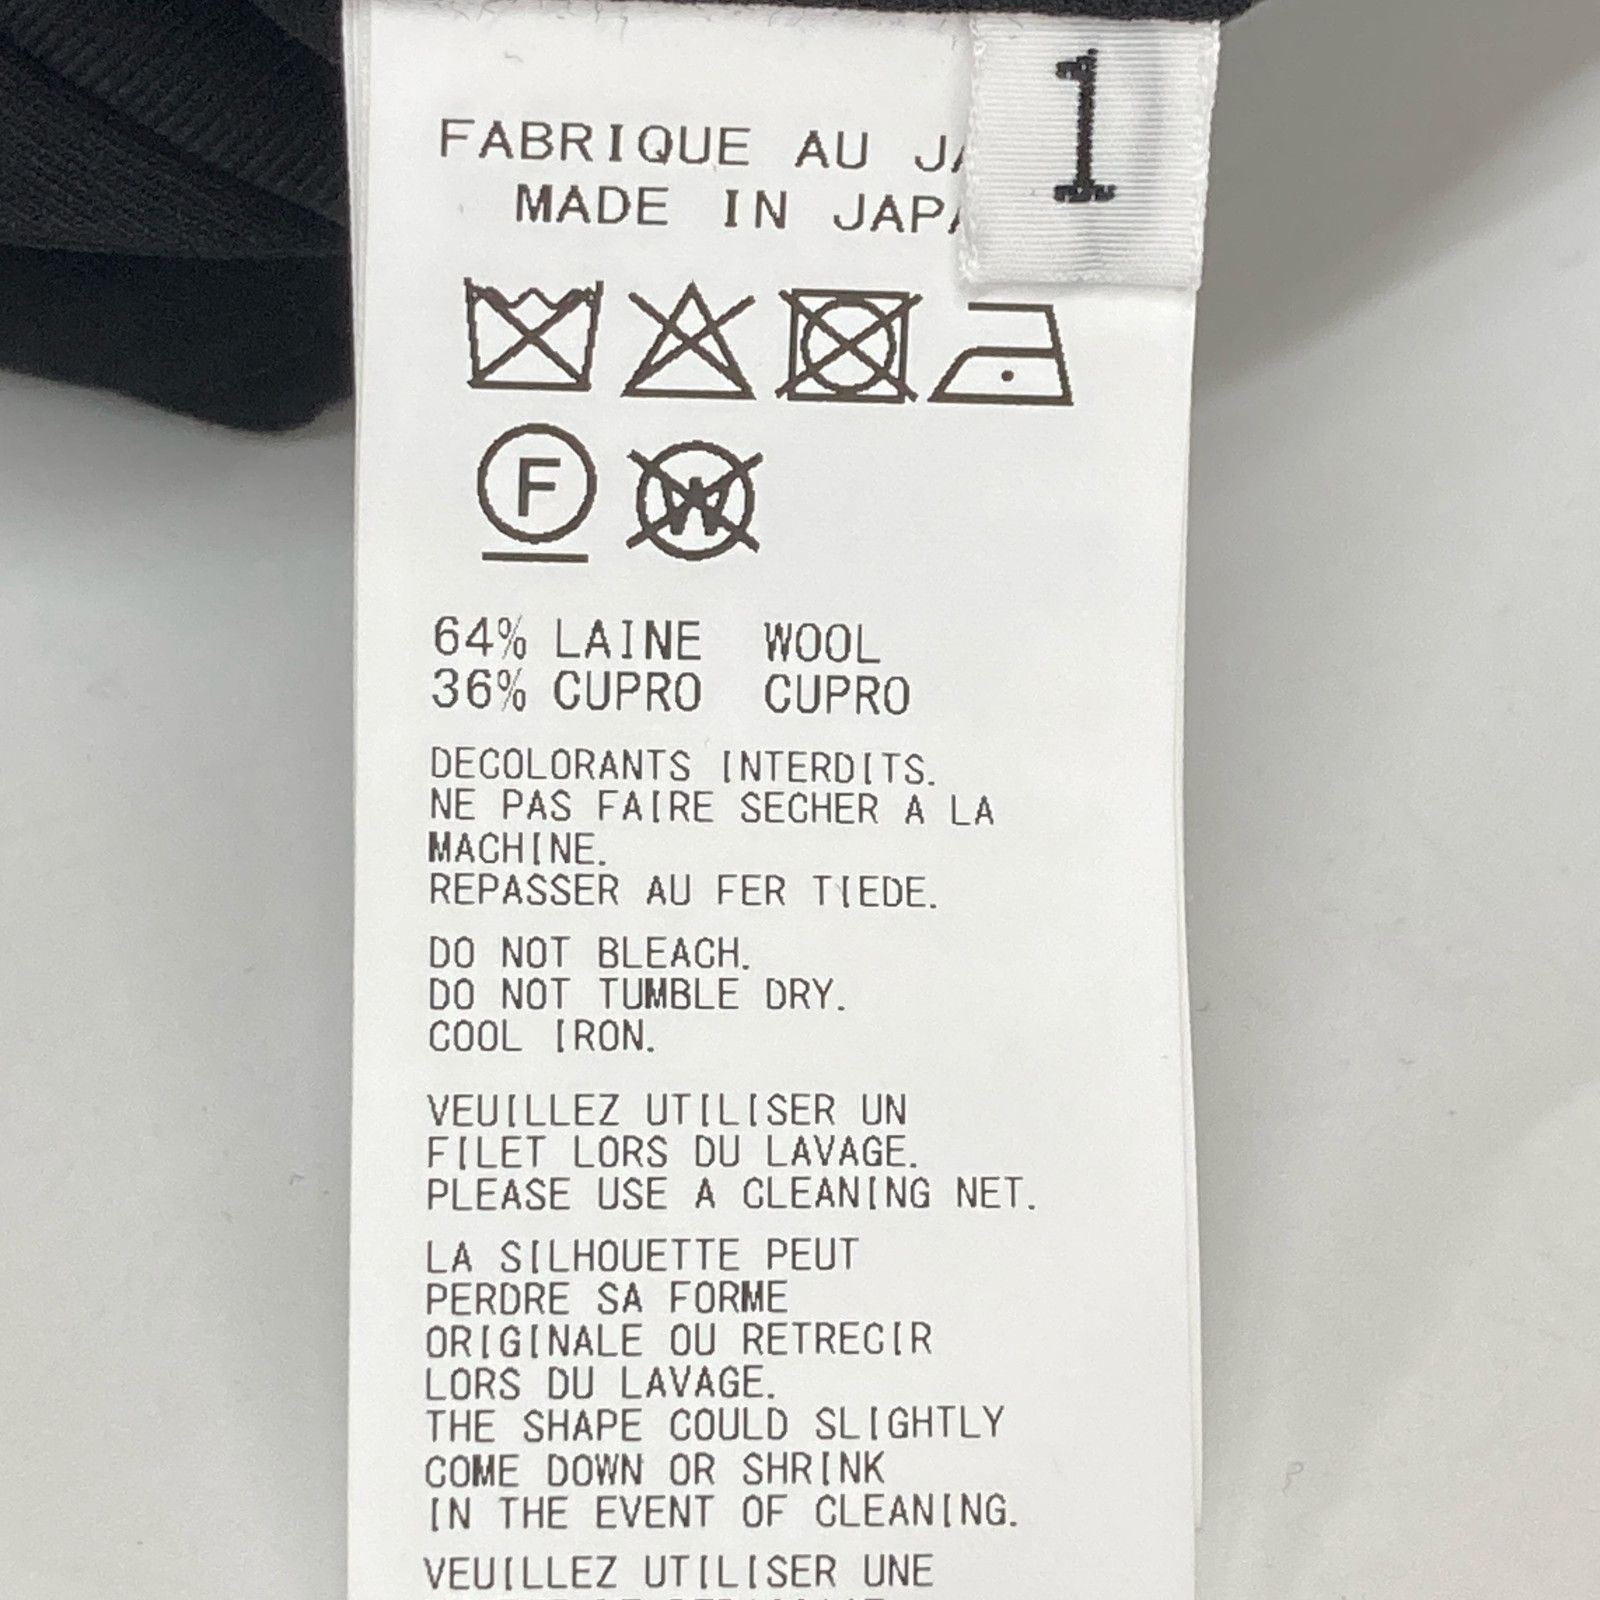 1
FABRIQUE AU
MADE IN
F
W
64% LAINE WOOL
36% CUPRO CUPRO
DECOLORANTS INTERDITS.
NE PAS FAIRE SECHER A LA
MACHINE.
REPASSER AU FER TIEDE.
DO NOT BLEACH.
DO NOT TUMBLE DRY.
COOL IRON.
VEUILLEZ UTILISER UN
FILET LORS DU LAVAGE.
PLEASE USE A CLEANING NET.
LA SILHOUETTE PEUT
PERDRE SA FORME
ORIGINALE OU RETRECIR
LORS DU LAVAGE.
THE SHAPE COULD SLIGHTLY
COME DOWN OR SHRINK
IN THE EVENT OF CLEANING.
VEUILLEZ UTILISER UNE